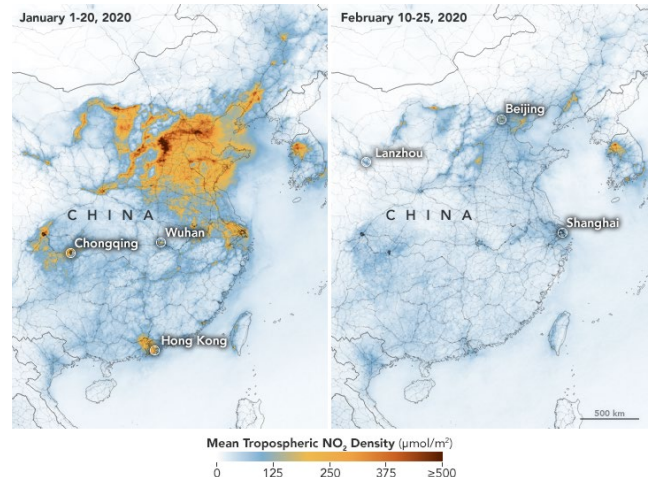 January 1-20, 2020
CHINA
Chongqing
Wuhan
Hong Kong
February 10-25, 2020
Beijing
Lanzhou
CHINA
Shanghai
500 km
Mean Tropospheric NO₂ Density (µmol/m²)
0 125 250 375 ≥500